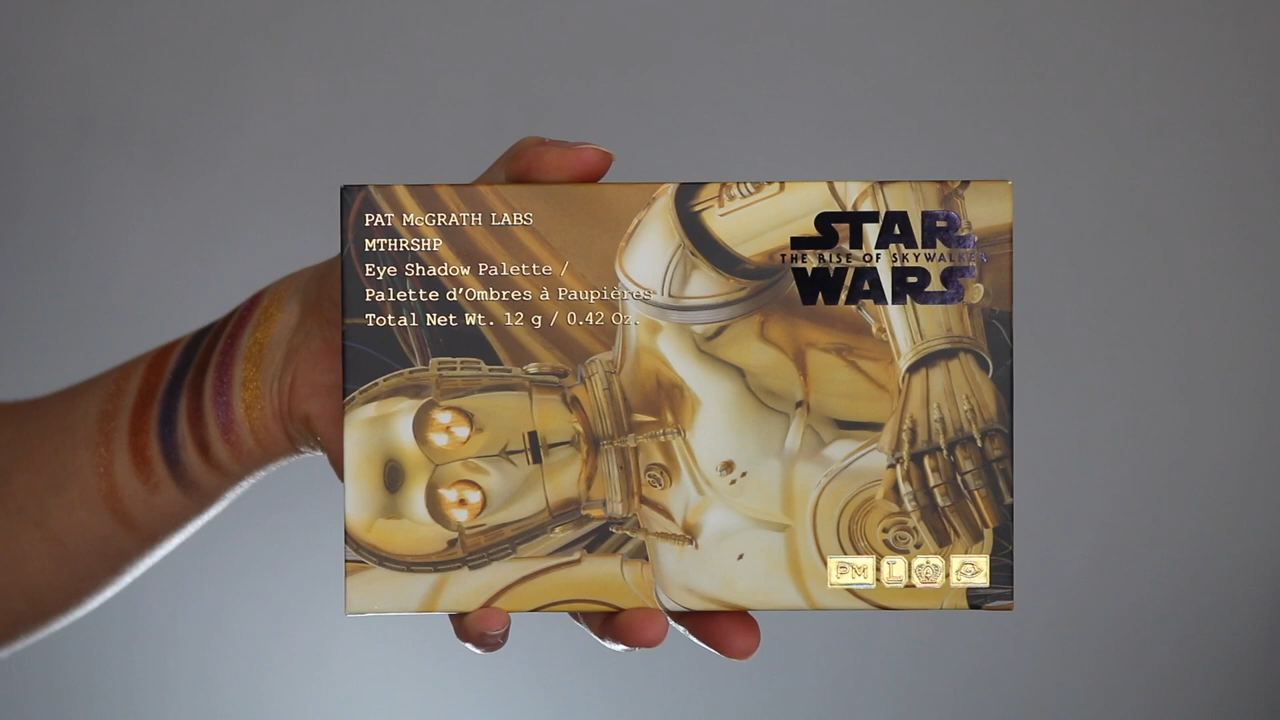 PAT McGRATH LABS
MTHRSHP
Eye Shadow Palette /
Palette d'Ombres à Paupières
Total Net Wt. 12 g / 0.42 Oz.
STAR
THE RISE OF SKYWALKER
WARS
PM L